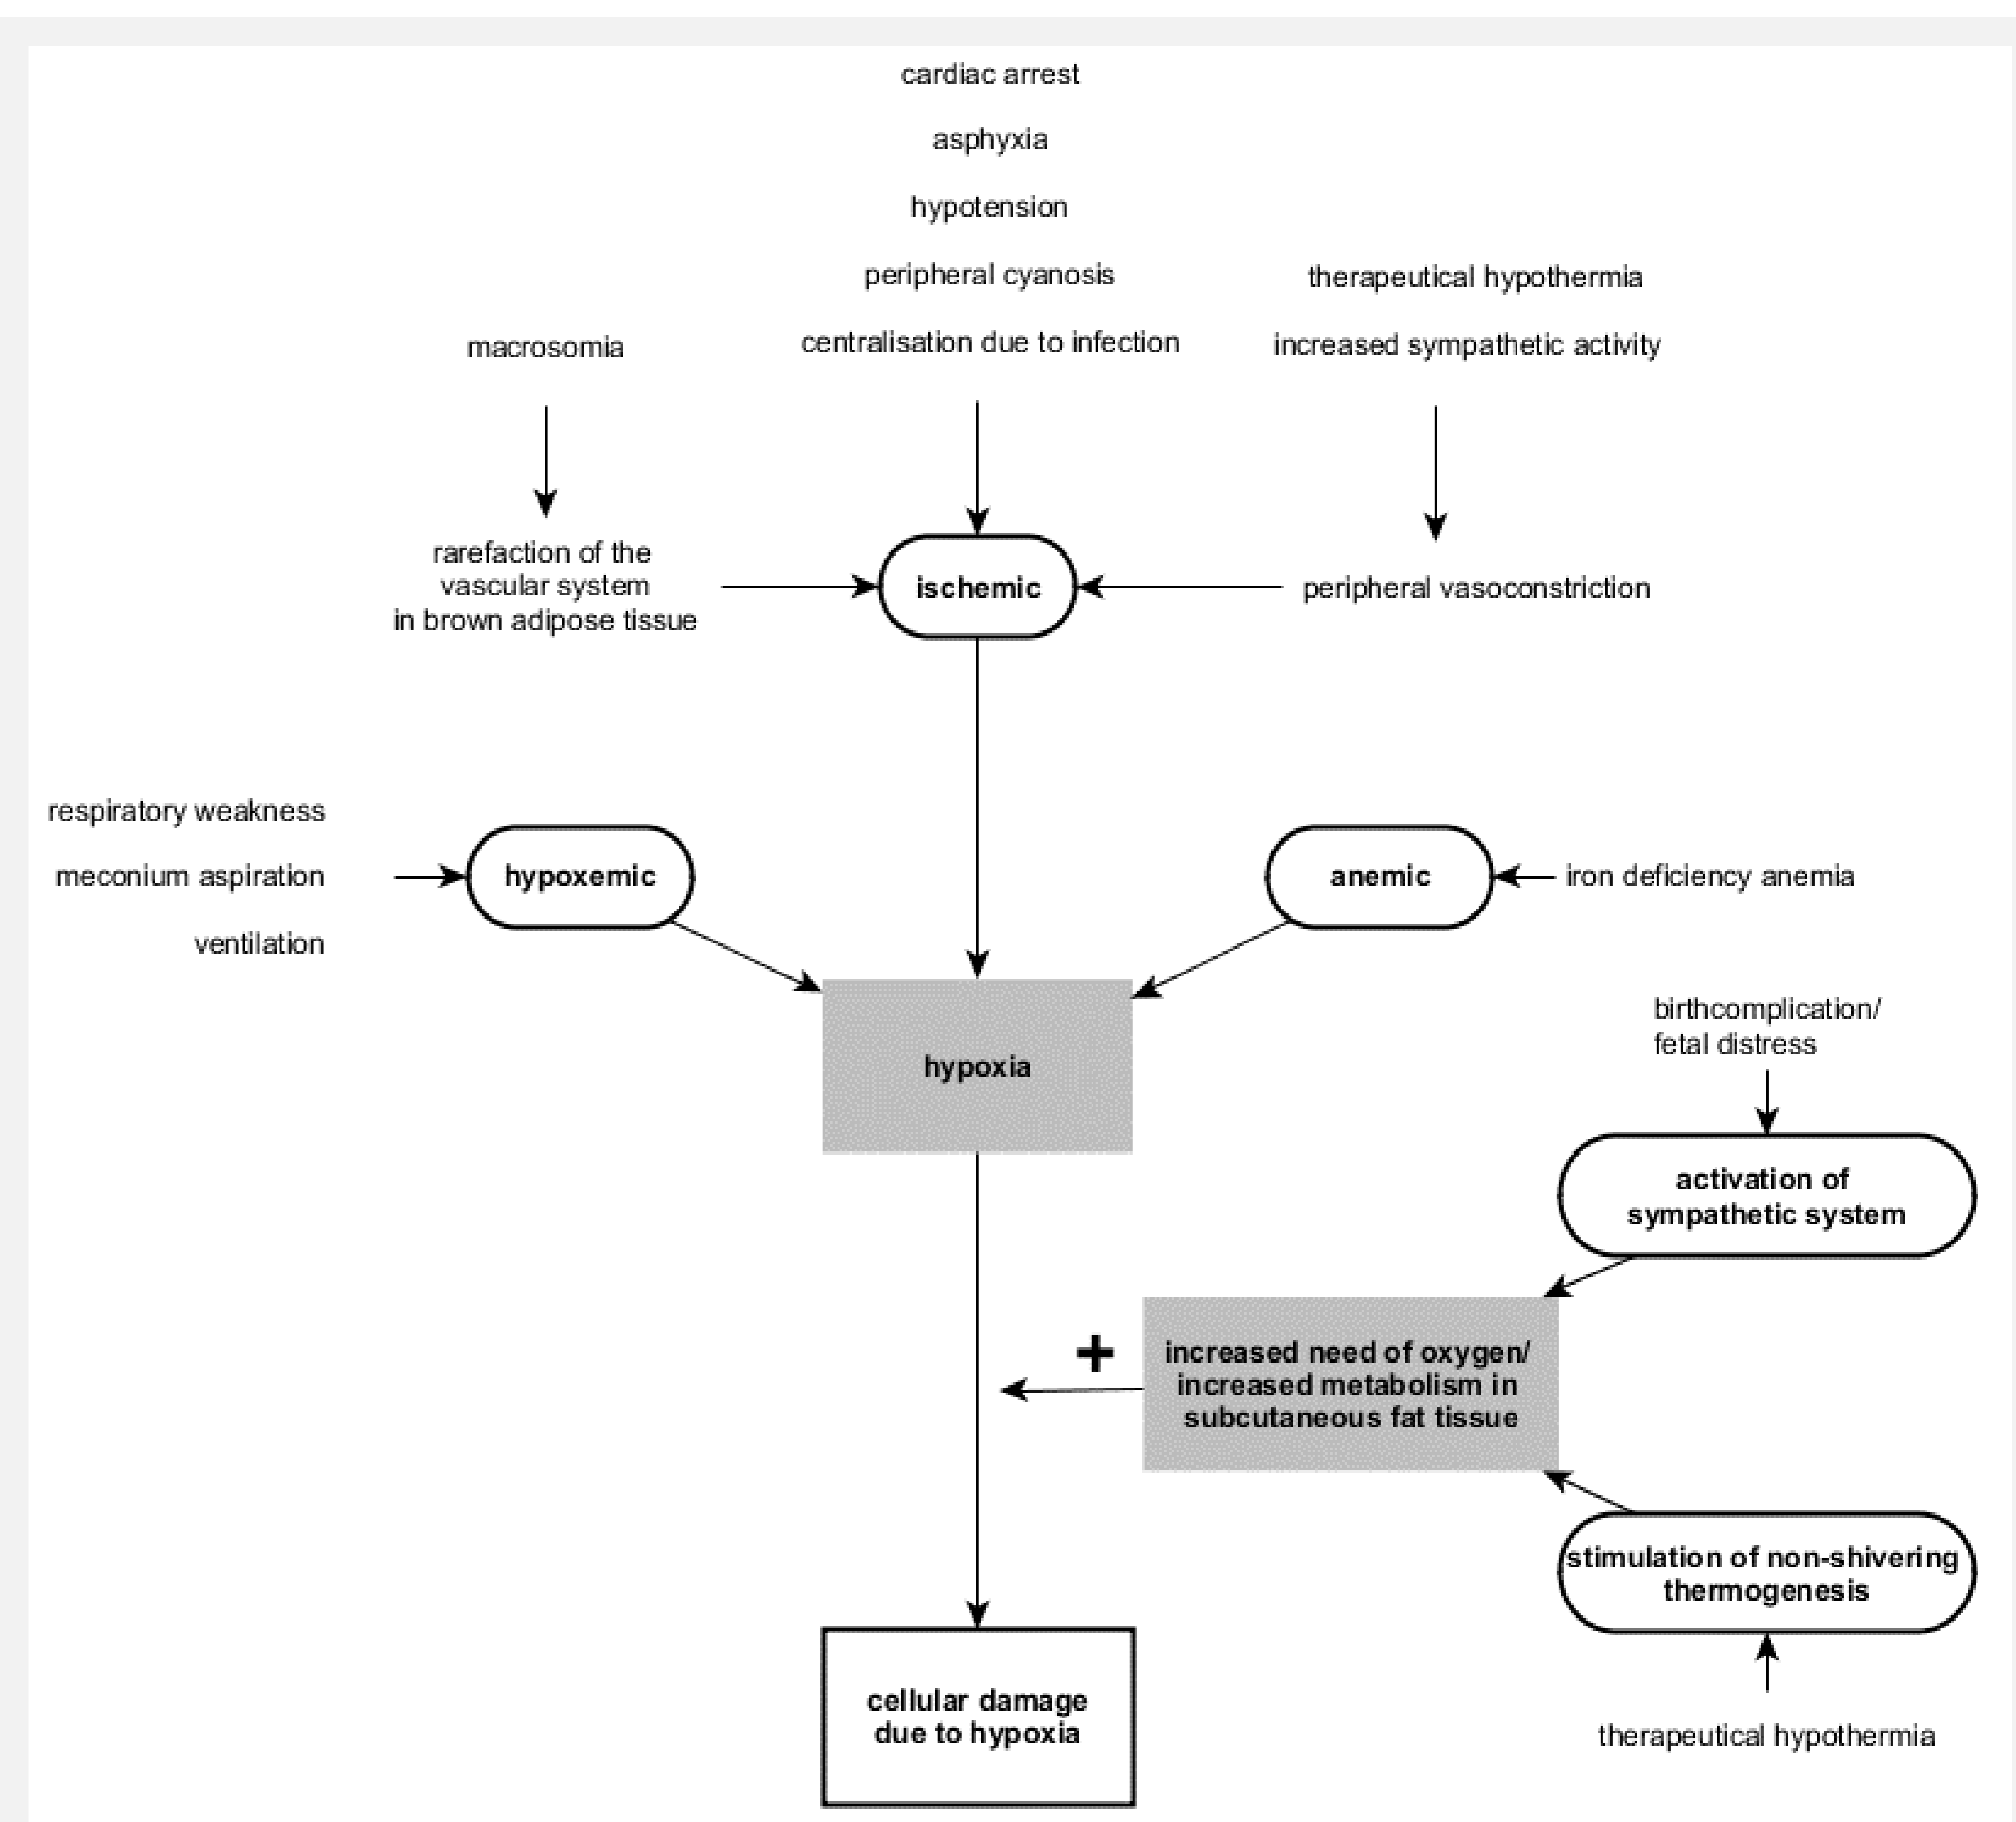 cardiac arrest
asphyxia
hypotension
peripheral cyanosis
centralisation due to infection
therapeutical hypothermia
increased sympathetic activity
macrosomia
rarefaction of the
vascular system
in brown adipose tissue
ischemic
peripheral vasoconstriction
respiratory weakness
meconium aspiration
ventilation
hypoxemic
anemic
iron deficiency anemia
hypoxia
birthcomplication/
fetal distress
activation of
sympathetic system
+
increased need of oxygen/
increased metabolism in
subcutaneous fat tissue
stimulation of non-shivering
thermogenesis
therapeutical hypothermia
cellular damage
due to hypoxia